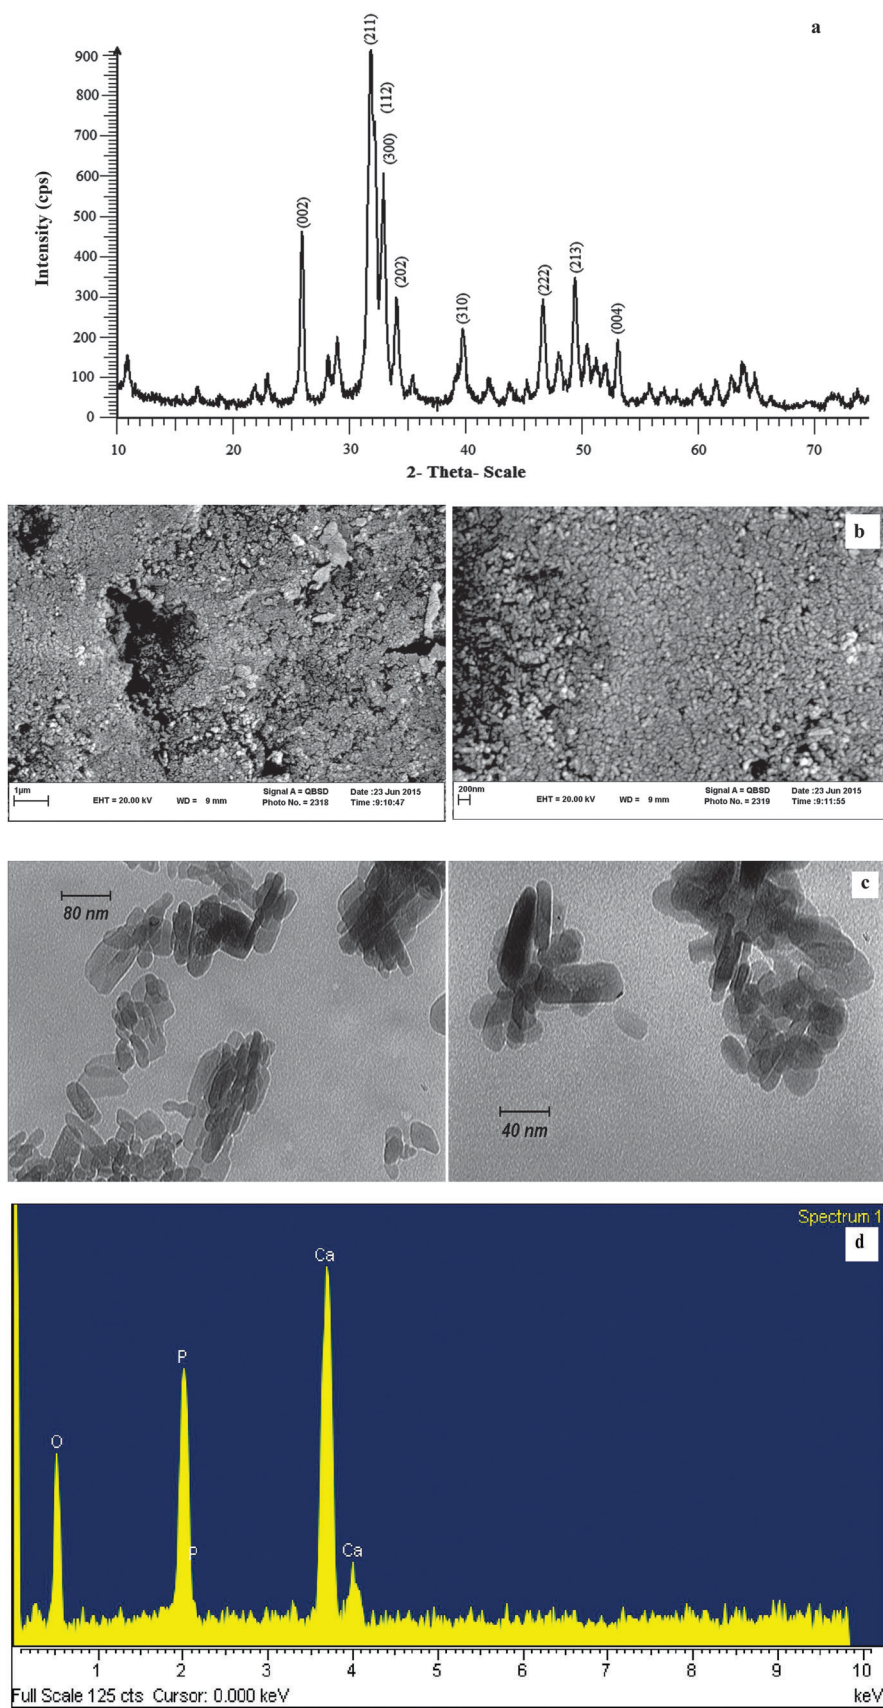 a
(211)
(112)
(300)
(002)
(202)
(310)
(222)
(213)
(004)
900
800
700
600
500
400
300
200
100
0
Intensity (cps)
10 20 30 40 50 60 70
2- Theta- Scale
b
1µm
EHT = 20.00 kV WD = 9 mm
Signal A = QBSD Date :23 Jun 2015
Photo No. = 2318 Time :9:10:47
200nm
EHT = 20.00 kV WD = 9 mm
Signal A = QBSD Date :23 Jun 2015
Photo No. = 2319 Time :9:11:55
80 nm
c
40 nm
Spectrum 1
d
Ca
P
O
P
Ca
1 2 3 4 5 6 7 8 9 10
Full Scale 125 cts Cursor: 0.000 keV keV